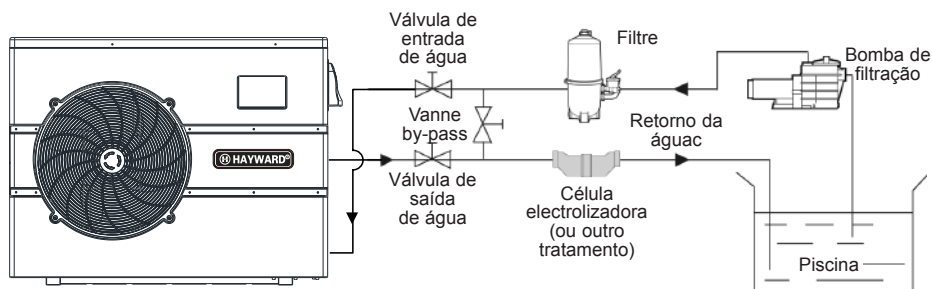 Válvula de
entrada
de água
Filtre
Bomba de
filtração
Vanne
by-pass
Retorno da
águac
HAYWARD®
Válvula de
saída
de água
Célula
electrolizadora
(ou outro
tratamento)
Piscina